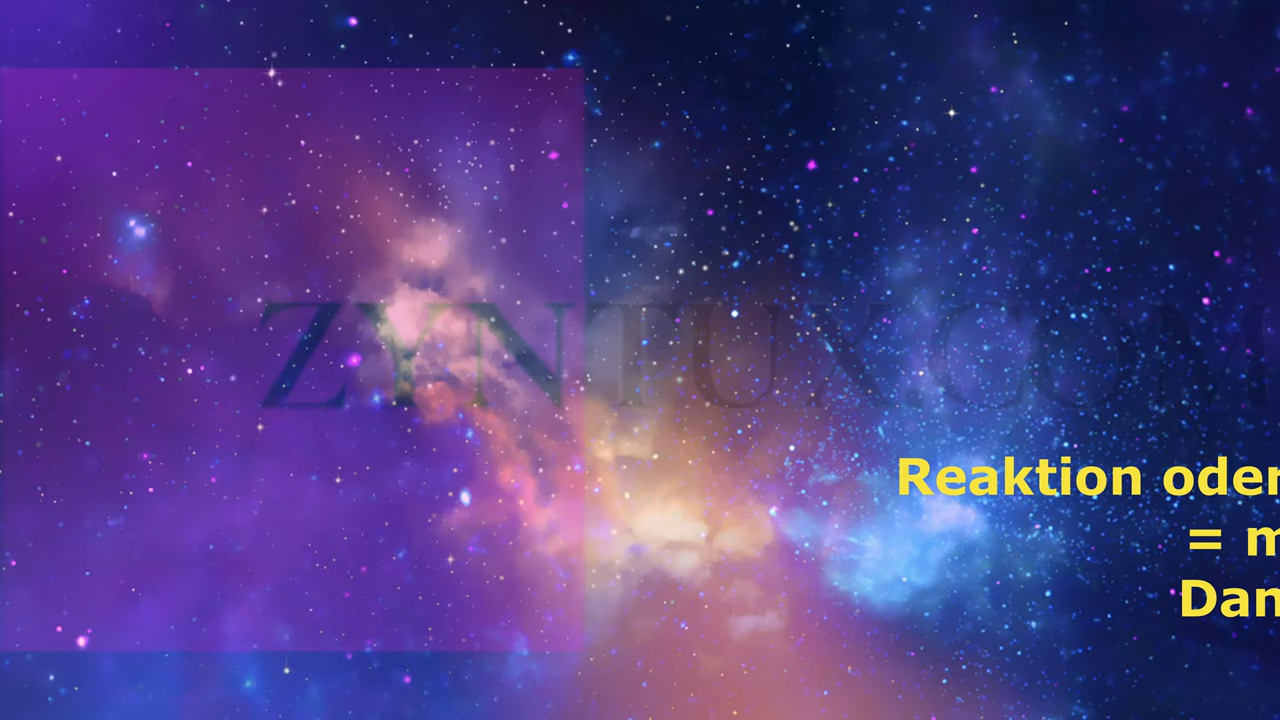 ZYNTUX.COM
Reaktion oder
= m
Dan